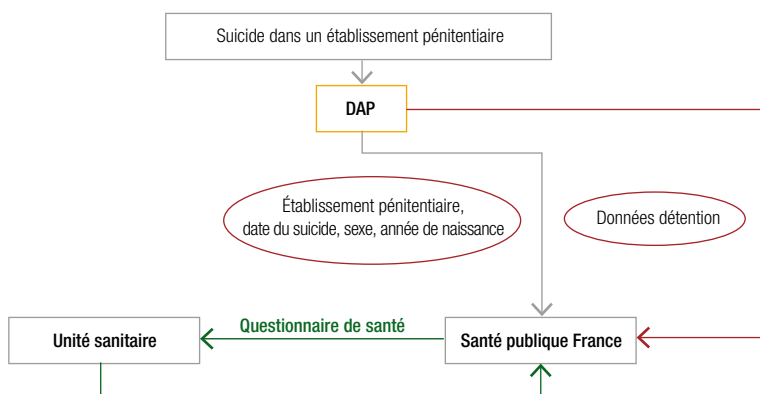 Suicide dans un établissement pénitentiaire
DAP
Établissement pénitentiaire,
date du suicide, sexe, année de naissance
Données détention
Questionnaire de santé
Unité sanitaire
Santé publique France